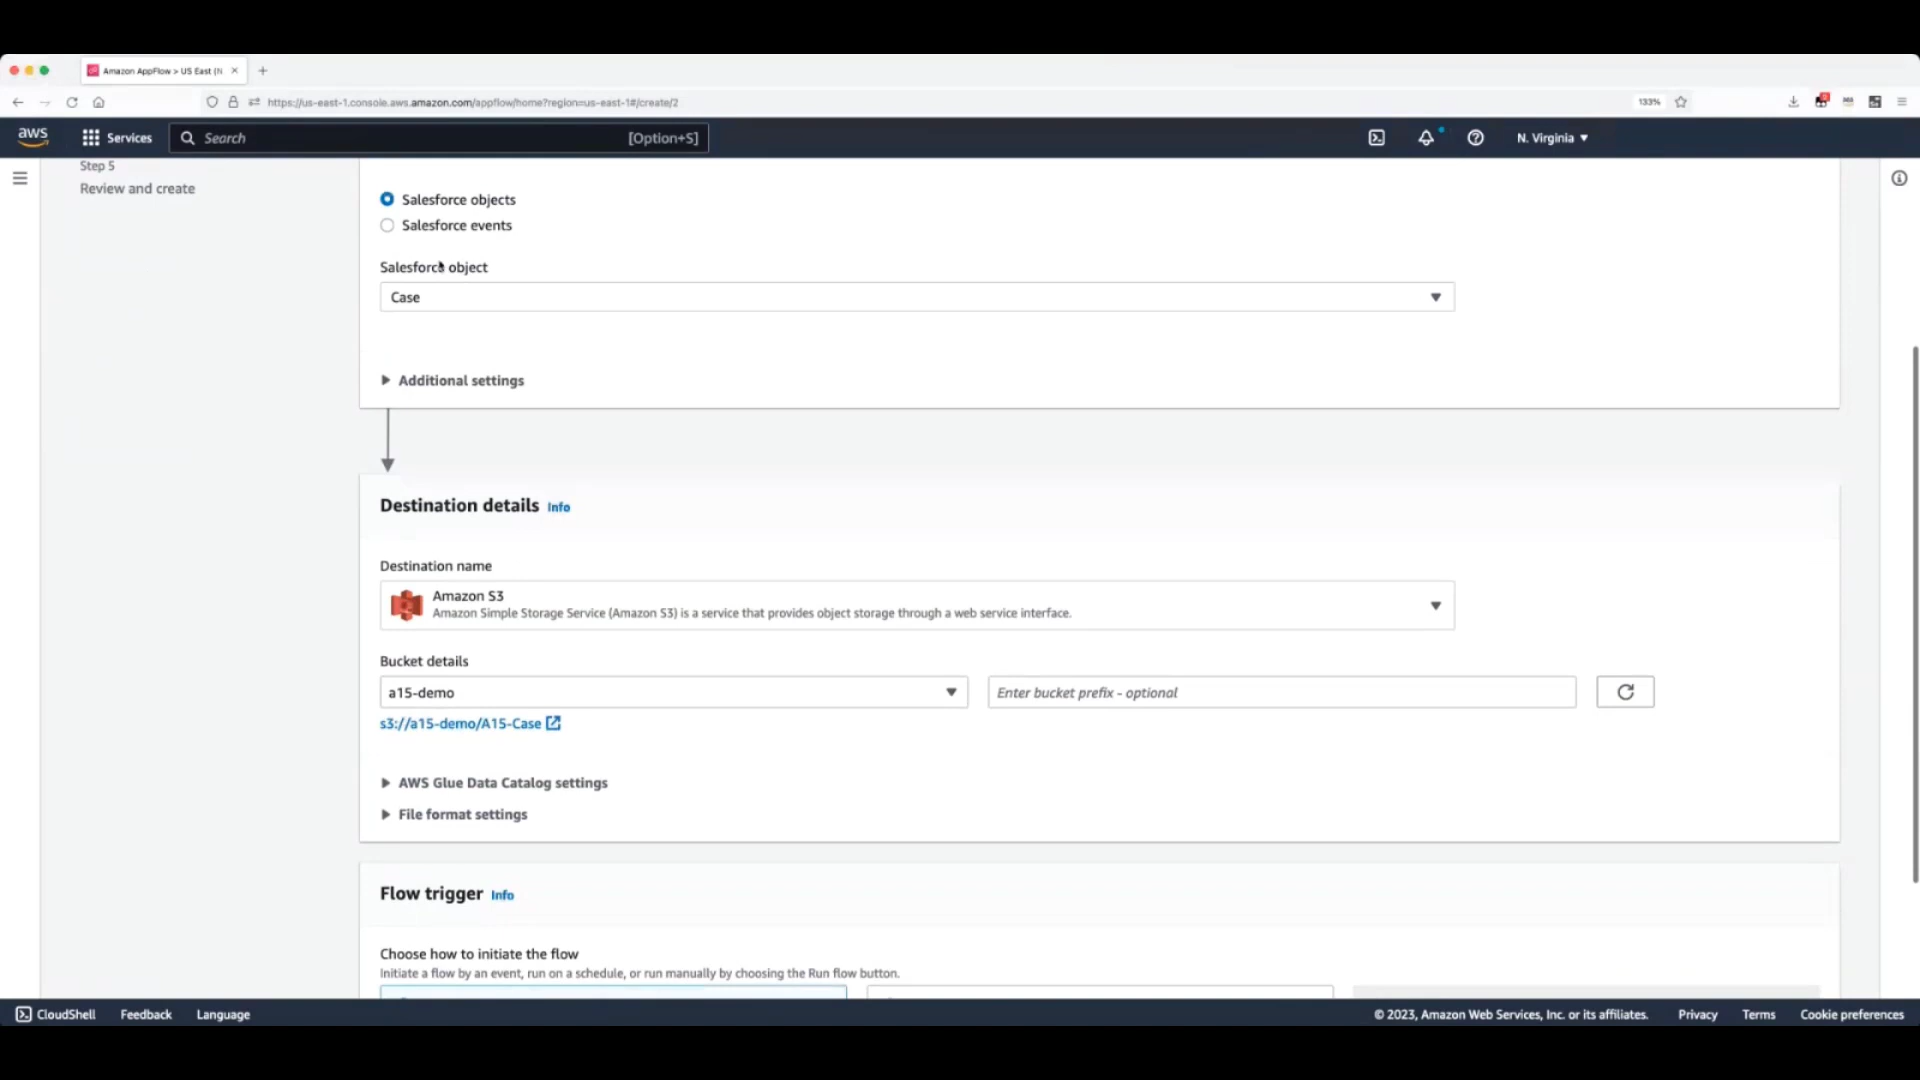 Amazon AppFlow > US East (N
133%
https://us-east-1.console.aws.amazon.com/appflow/home?region=us-east-1#/create/2
aws
Services
Search
[Option+S]
N. Virginia
Step 5
Review and create
Salesforce objects
Salesforce events
Salesforce object
Case
Additional settings
Destination details Info
Destination name
Amazon S3
Amazon Simple Storage Service (Amazon S3) is a service that provides object storage through a web service interface.
Bucket details
a15-demo
Enter bucket prefix - optional
s3://a15-demo/A15-Case
AWS Glue Data Catalog settings
File format settings
Flow trigger Info
Choose how to initiate the flow
Initiate a flow by an event, run on a schedule, or run manually by choosing the Run flow button.
CloudShell
Feedback
Language
© 2023, Amazon Web Services, Inc. or its affiliates.
Privacy
Terms
Cookie preferences